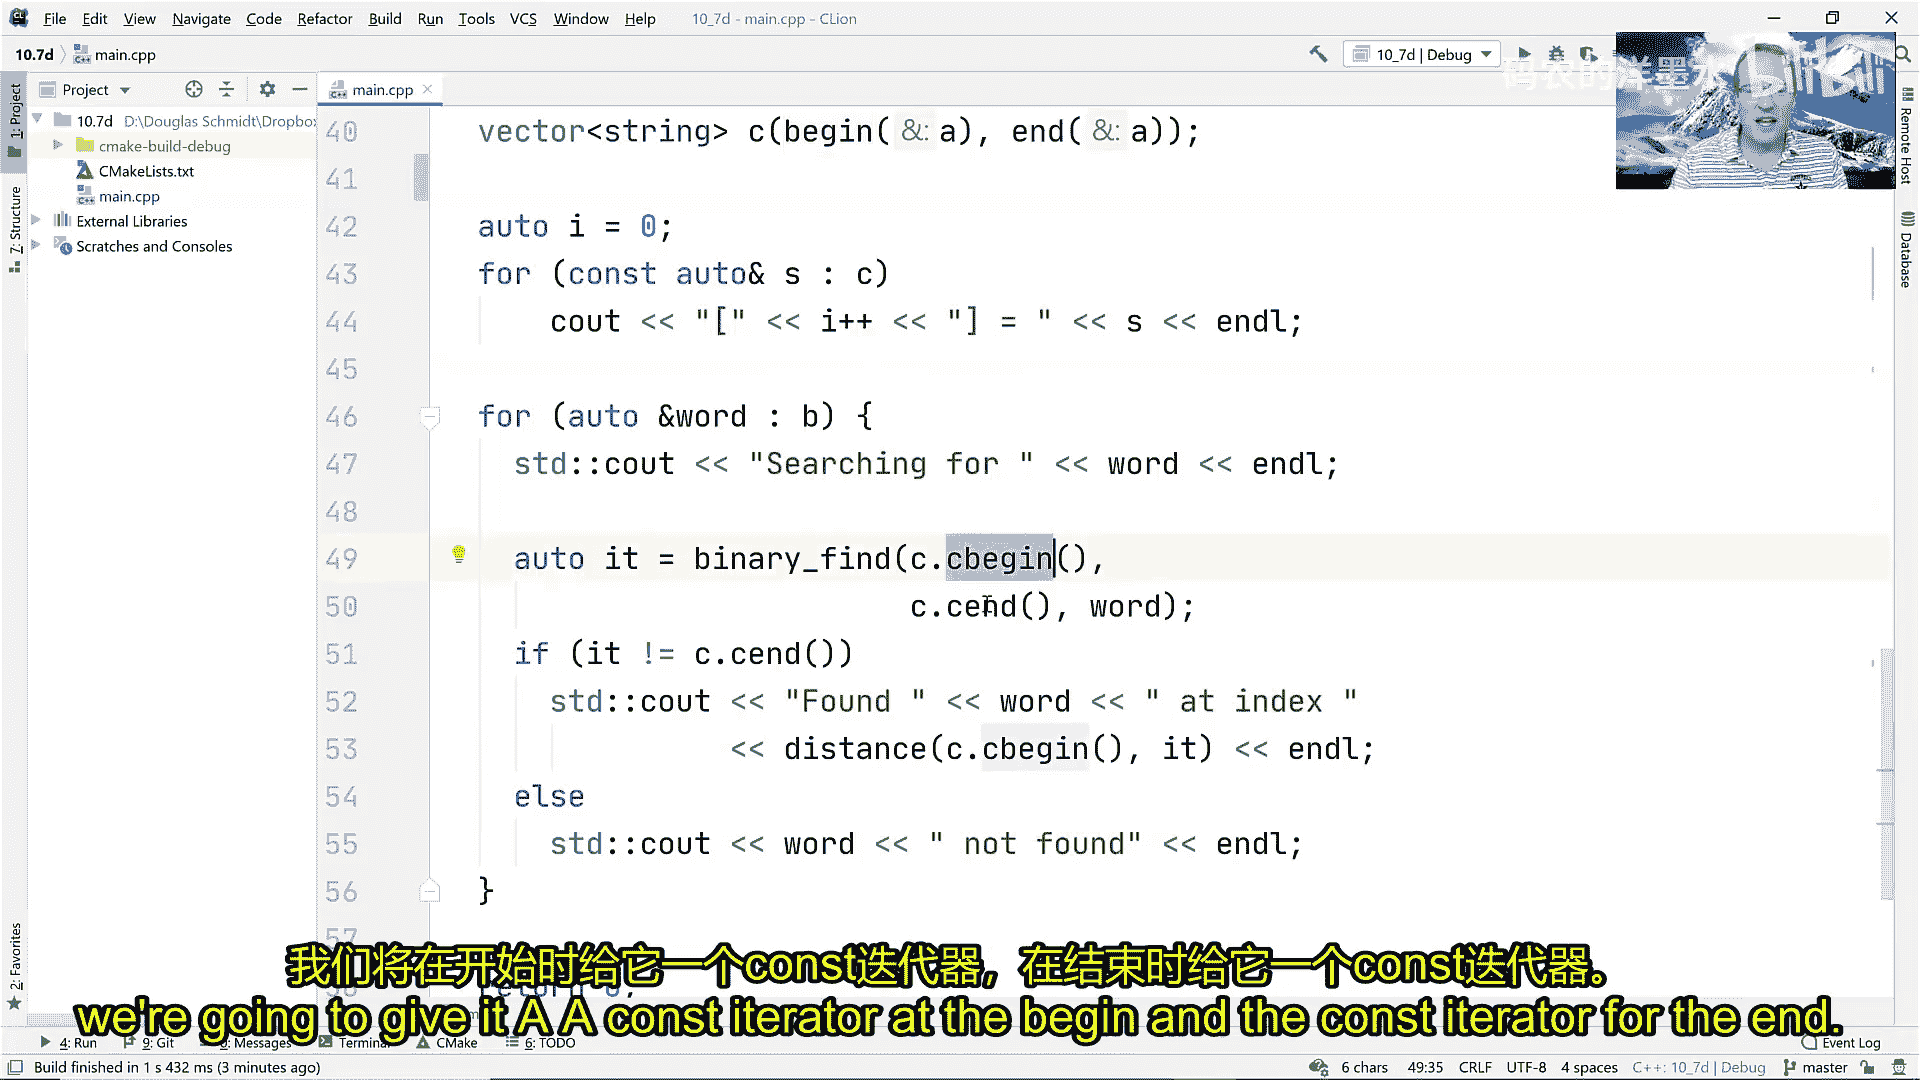 File Edit View Navigate Code Refactor Build Run Tools VCS Window Help 10_7d - main.cpp - CLion
10.7d main.cpp 10_7d | Debug
码农的洋墨水 bilibili
Project main.cpp
1: Project
7: Structure
2: Favorites
Remote Host
Database
10.7d D:\Douglas Schmidt\Dropbox
cmake-build-debug
CMakeLists.txt
main.cpp
External Libraries
Scratches and Consoles
40 vector<string> c(begin( &: a), end( &: a));
41
42 auto i = 0;
43 for (const auto& s : c)
44 cout << "[" << i++ << "] = " << s << endl;
45
46 for (auto &word : b) {
47 std::cout << "Searching for " << word << endl;
48
49 auto it = binary_find(c.cbegin(),
50 c.cend(), word);
51 if (it != c.cend())
52 std::cout << "Found " << word << " at index "
53 << distance(c.cbegin(), it) << endl;
54 else
55 std::cout << word << " not found" << endl;
56 }
57
我们将在开始时给它一个const迭代器，在结束时给它一个const迭代器。
we're going to give it A A const iterator at the begin and the const iterator for the end.
4: Run 9: Git Messages Terminal CMake 6: TODO Event Log
Build finished in 1 s 432 ms (3 minutes ago) 6 chars 49:35 CRLF UTF-8 4 spaces C++: 10_7d | Debug master